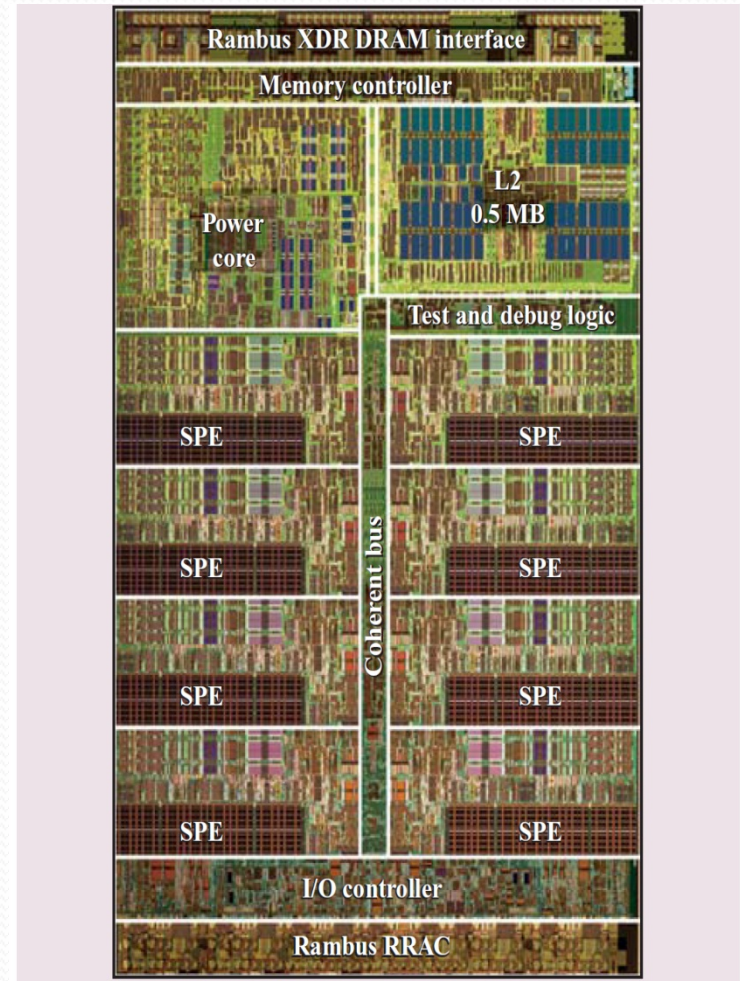 Rambus XDR DRAM interface
Memory controller
Power
core
L2
0.5 MB
Test and debug logic
SPE
SPE
SPE
SPE
Coherent bus
SPE
SPE
SPE
SPE
I/O controller
Rambus RRAC